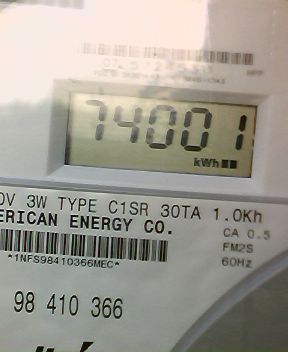 74001
kWh
0V 3W TYPE C1SR 30TA 1.0Kh
ERICAN ENERGY CO.
CA 0.5
FM2S
*1NFS98410366MEC*
60Hz
98 410 366